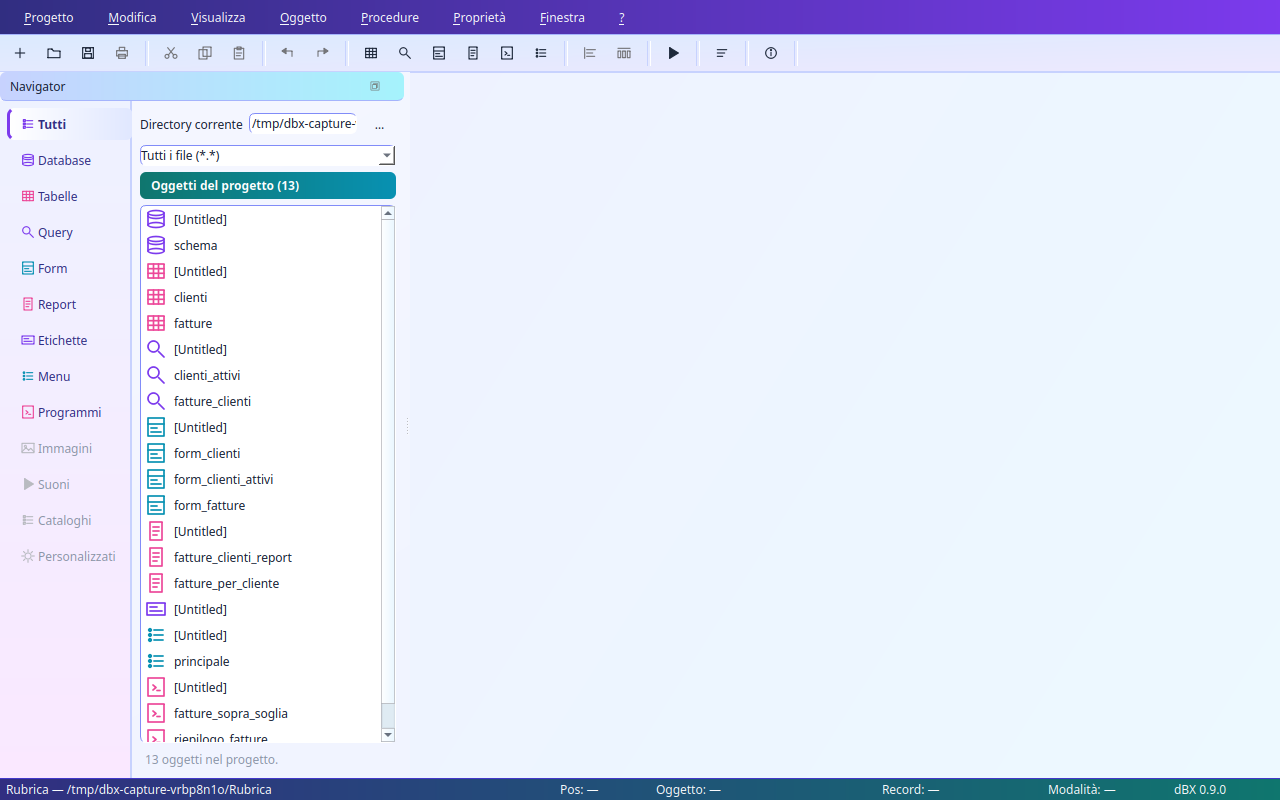 Progetto Modifica Visualizza Oggetto Procedure Proprietà Finestra ?
Navigator
Tutti
Database
Tabelle
Query
Form
Report
Etichette
Menu
Programmi
Immagini
Suoni
Cataloghi
Personalizzati
Directory corrente /tmp/dbx-capture- ...
Tutti i file (*.*)
Oggetti del progetto (13)
[Untitled]
schema
[Untitled]
clienti
fatture
[Untitled]
clienti_attivi
fatture_clienti
[Untitled]
form_clienti
form_clienti_attivi
form_fatture
[Untitled]
fatture_clienti_report
fatture_per_cliente
[Untitled]
[Untitled]
principale
[Untitled]
fatture_sopra_soglia
riepilogo_fatture
13 oggetti nel progetto.
Rubrica — /tmp/dbx-capture-vrbp8n1o/Rubrica Pos: — Oggetto: — Record: — Modalità: — dBX 0.9.0